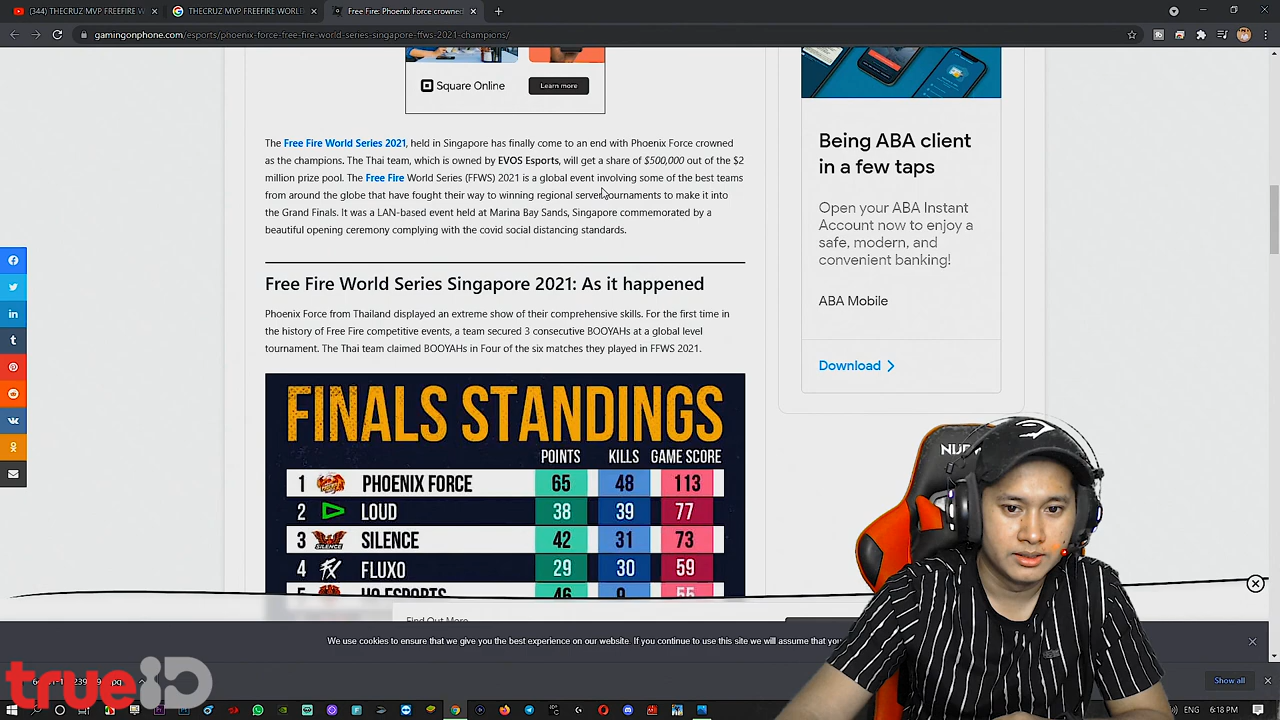 (344) THECRUZ MVP FREEFIRE W
THECRUZ MVP FREEFIRE WORLD
Free Fire: Phoenix Force crowned
gamingonphone.com/esports/phoenix-force-free-fire-world-series-singapore-ffws-2021-champions/
Square Online
Learn more
The Free Fire World Series 2021, held in Singapore has finally come to an end with Phoenix Force crowned
as the champions. The Thai team, which is owned by EVOS Esports, will get a share of $500,000 out of the $2
million prize pool. The Free Fire World Series (FFWS) 2021 is a global event involving some of the best teams
from around the globe that have fought their way to winning regional server tournaments to make it into
the Grand Finals. It was a LAN-based event held at Marina Bay Sands, Singapore commemorated by a
beautiful opening ceremony complying with the covid social distancing standards.
Free Fire World Series Singapore 2021: As it happened
Phoenix Force from Thailand displayed an extreme show of their comprehensive skills. For the first time in
the history of Free Fire competitive events, a team secured 3 consecutive BOOYAHs at a global level
tournament. The Thai team claimed BOOYAHs in Four of the six matches they played in FFWS 2021.
FINALS STANDINGS
POINTS KILLS GAME SCORE
1 PHOENIX FORCE 65 48 113
2 LOUD 38 39 77
3 SILENCE 42 31 73
4 FLUXO 29 30 59
HQ ESPORTS 46 9 55
Being ABA client
in a few taps
Open your ABA Instant
Account now to enjoy a
safe, modern, and
convenient banking!
ABA Mobile
Download
Find Out More
We use cookies to ensure that we give you the best experience on our website. If you continue to use this site we will assume that you
trueiD
Show all
ENG 6:18 PM